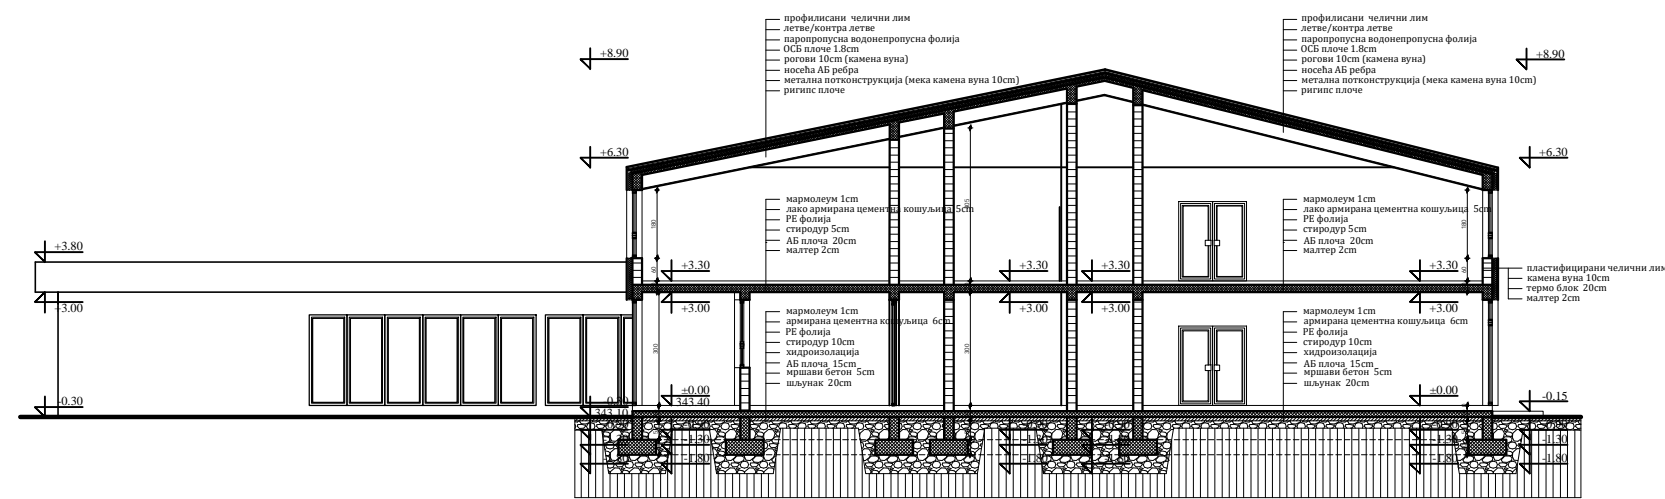 профилисани челични лим
летве/контра летве
паропропусна водонепропусна фолија
ОСБ плоче 1.8cm
рогови 10cm (камена вуна)
носећа АБ ребра
метална потконструкција (мека камена вуна 10cm)
ригипс плоче
профилисани челични лим
летве/контра летве
паропропусна водонепропусна фолија
ОСБ плоче 1.8cm
рогови 10cm (камена вуна)
носећа АБ ребра
метална потконструкција (мека камена вуна 10cm)
ригипс плоче
+8.90
+8.90
+6.30
+6.30
мармолеум 1cm
лако армирана цементна кошуљица 5cm
PE фолија
стиродур 5cm
АБ плоча 20cm
малтер 2cm
мармолеум 1cm
лако армирана цементна кошуљица 5cm
PE фолија
стиродур 5cm
АБ плоча 20cm
малтер 2cm
180
180
60
60
+3.80
+3.30
+3.30
+3.30
+3.30
пластифицирани челични лим
камена вуна 10cm
термо блок 20cm
малтер 2cm
+3.00
+3.00
+3.00
+3.00
+3.00
мармолеум 1cm
армирана цементна кошуљица 6cm
PE фолија
стиродур 10cm
хидроизолација
АБ плоча 15cm
мршави бетон 5cm
шљунак 20cm
мармолеум 1cm
армирана цементна кошуљица 6cm
PE фолија
стиродур 10cm
хидроизолација
АБ плоча 15cm
мршави бетон 5cm
шљунак 20cm
300
300
±0.00
343.40
±0.00
-0.30
-0.30
343.10
-0.15
-1.30
-1.30
-1.80
-1.80